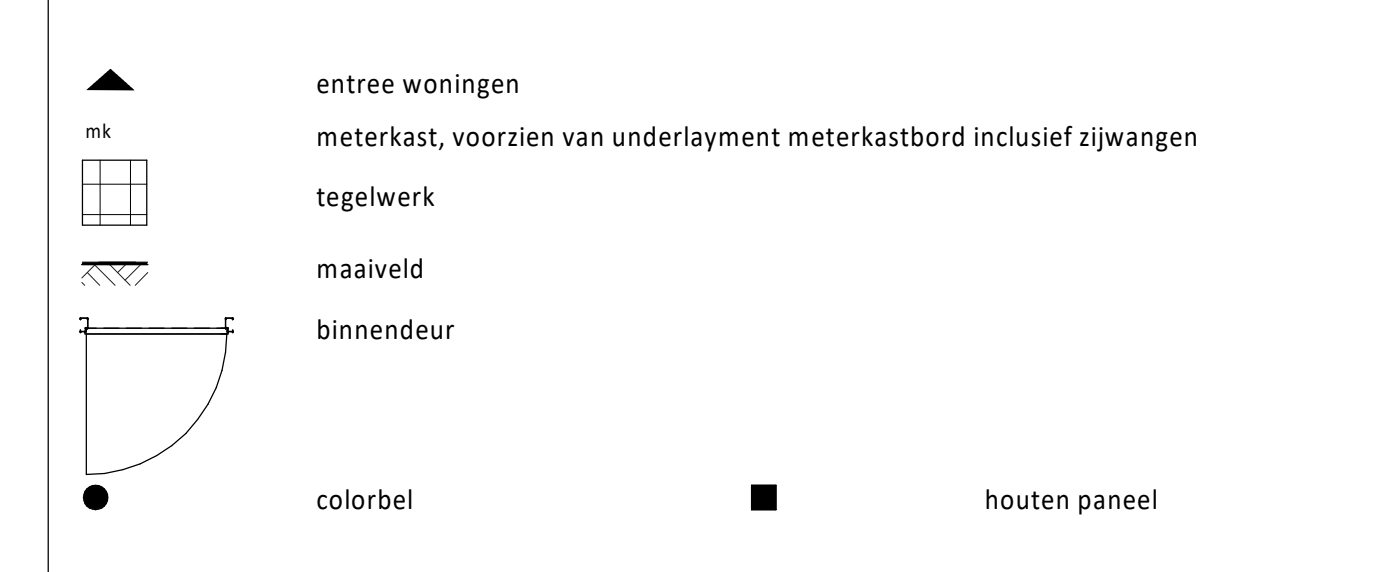 entree woningen
mk meterkast, voorzien van underlayment meterkastbord inclusief zijwangen
tegelwerk
maaiveld
binnendeur
colorbel houten paneel